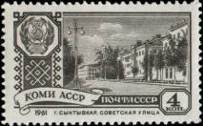 КОМИ АССР
ПОЧТА СССР
4
КОП
1961 г. СЫКТЫВКАР. СОВЕТСКАЯ УЛИЦА